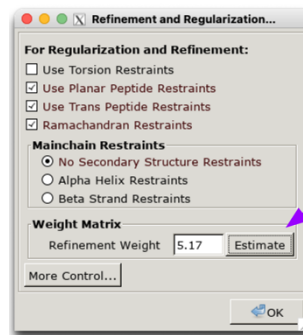 Refinement and Regularization...
For Regularization and Refinement:
Use Torsion Restraints
Use Planar Peptide Restraints
Use Trans Peptide Restraints
Ramachandran Restraints
Mainchain Restraints
No Secondary Structure Restraints
Alpha Helix Restraints
Beta Strand Restraints
Weight Matrix
Refinement Weight 5.17 Estimate
More Control...
OK